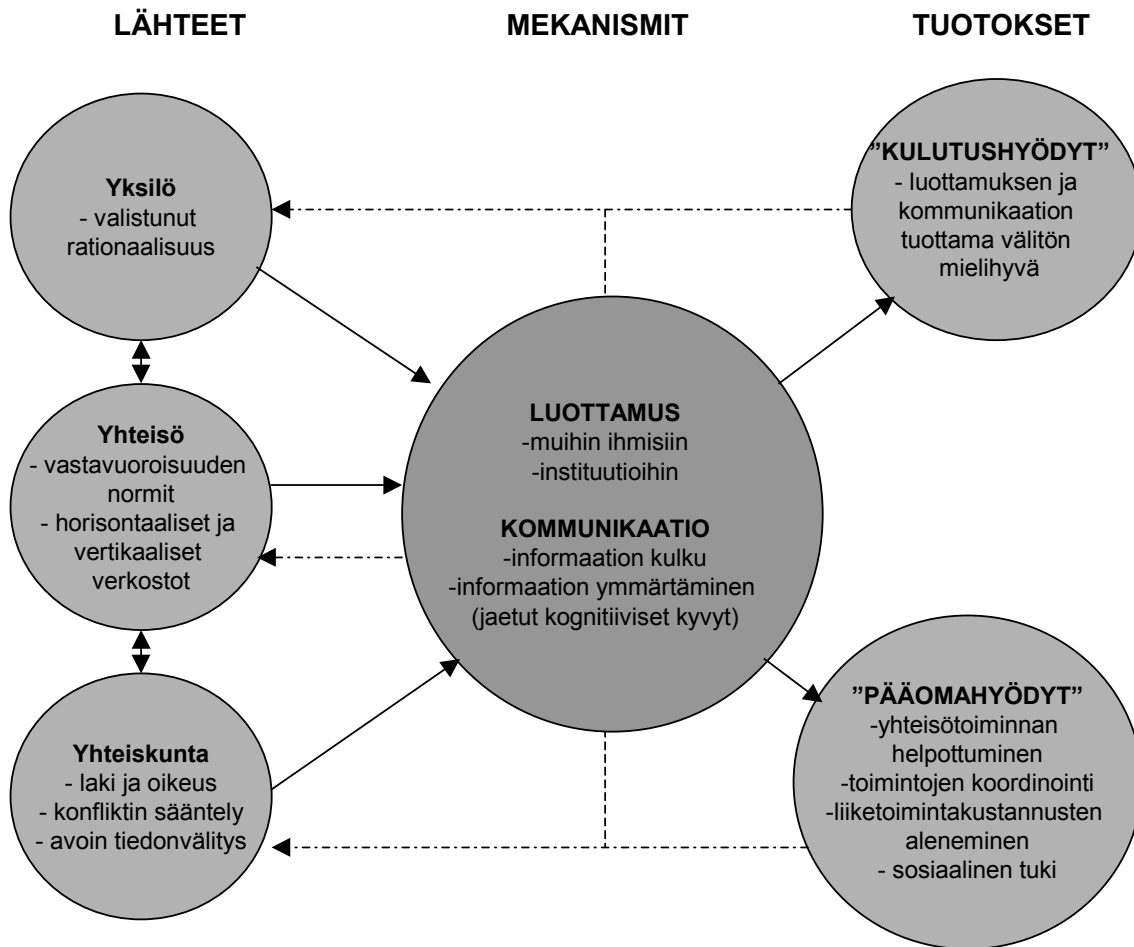 LÄHTEET
MEKANISMIT
TUOTOKSET
Yksilö
- valistunut
rationaalisuus
Yhteisö
- vastavuoroisuuden
normit
- horisontaaliset ja
vertikaaliset
verkostot
Yhteiskunta
- laki ja oikeus
- konfliktin sääntely
- avoin tiedonvälitys
LUOTTAMUS
-muihin ihmisiin
-instituutioihin
KOMMUNIKAATIO
-informaation kulku
-informaation ymmärtäminen
(jaetut kognitiiviset kyvyt)
”KULUTUSHYÖDYT”
- luottamuksen ja
kommunikaation
tuottama välitön
mielihyvä
”PÄÄOMAHYÖDYT”
-yhteisötoiminnan
helpottuminen
-toimintojen koordinointi
-liiketoimintakustannusten
aleneminen
- sosiaalinen tuki